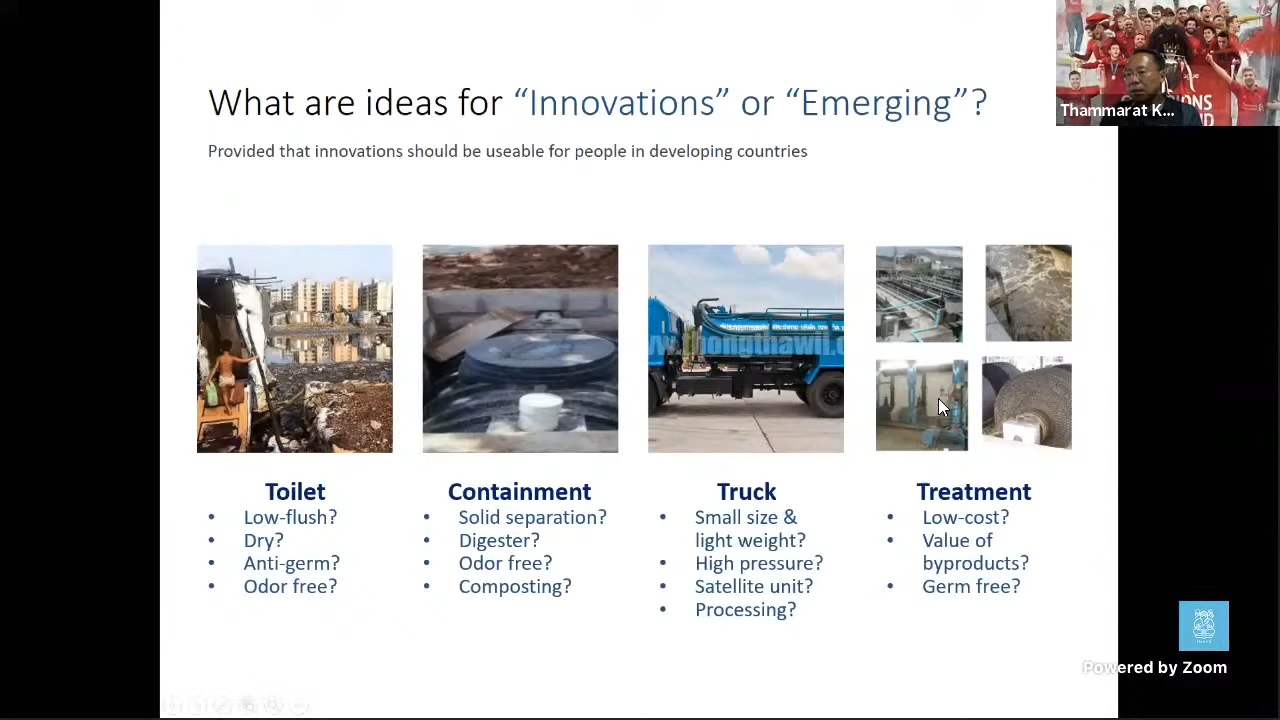 What are ideas for “Innovations” or “Emerging”?
Provided that innovations should be useable for people in developing countries
Thammarat K...
Toilet
• Low-flush?
• Dry?
• Anti-germ?
• Odor free?
Containment
• Solid separation?
• Digester?
• Odor free?
• Composting?
Truck
• Small size &
light weight?
• High pressure?
• Satellite unit?
• Processing?
Treatment
• Low-cost?
• Value of
byproducts?
• Germ free?
Powered by Zoom